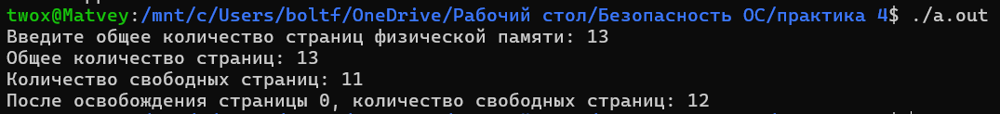 twox@Matvey:/mnt/c/Users/boltf/OneDrive/Рабочий стол/Безопасность ОС/практика 4$ ./a.out
Введите общее количество страниц физической памяти: 13
Общее количество страниц: 13
Количество свободных страниц: 11
После освобождения страницы 0, количество свободных страниц: 12